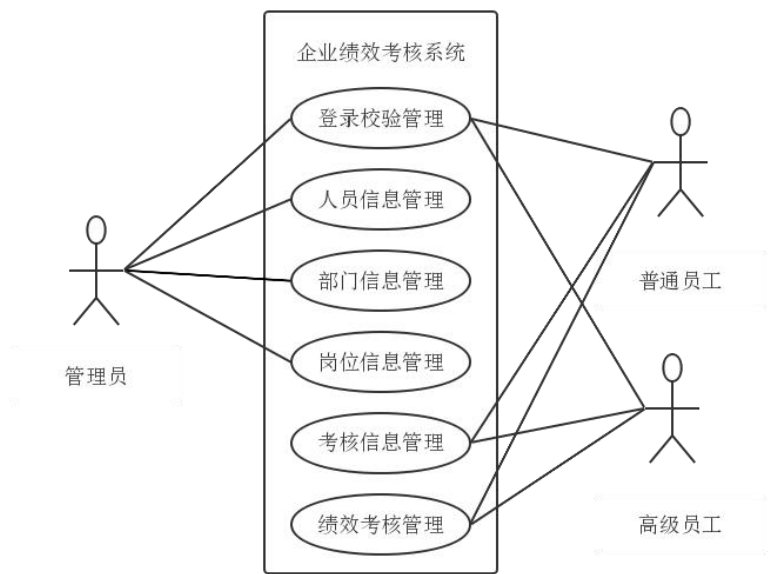 企业绩效考核系统
登录校验管理
人员信息管理
部门信息管理
岗位信息管理
考核信息管理
绩效考核管理
管理员
普通员工
高级员工